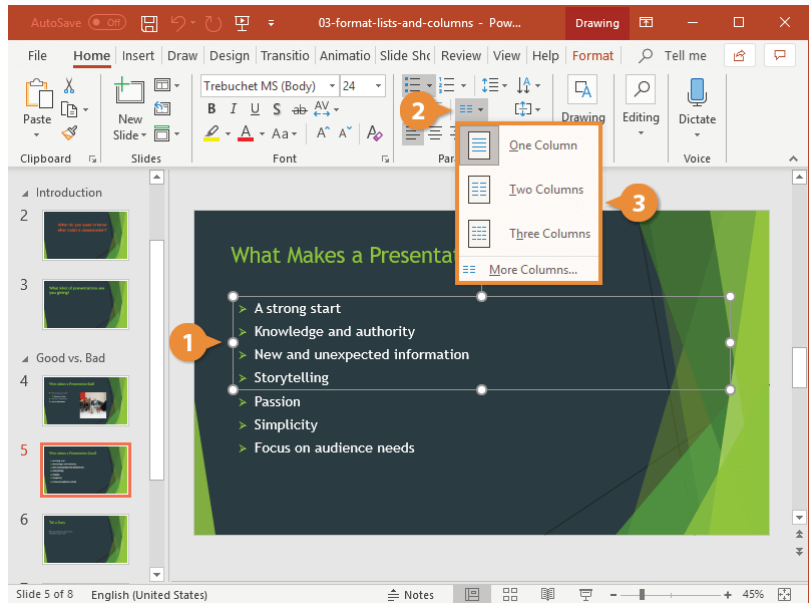 AutoSave Off 03-format-lists-and-columns - Pow... Drawing
File Home Insert Draw Design Transitio Animatio Slide Shc Review View Help Format Tell me
Trebuchet MS (Body) 24
B I U S ab AV
Aa A A
Paste New Slide Drawing Editing Dictate
Clipboard Slides Font Par Voice
2
One Column
Two Columns
Three Columns
More Columns...
3
Introduction
2
3
Good vs. Bad
4
5
6
What Makes a Presentat
1
A strong start
Knowledge and authority
New and unexpected information
Storytelling
Passion
Simplicity
Focus on audience needs
Slide 5 of 8 English (United States) Notes 45%